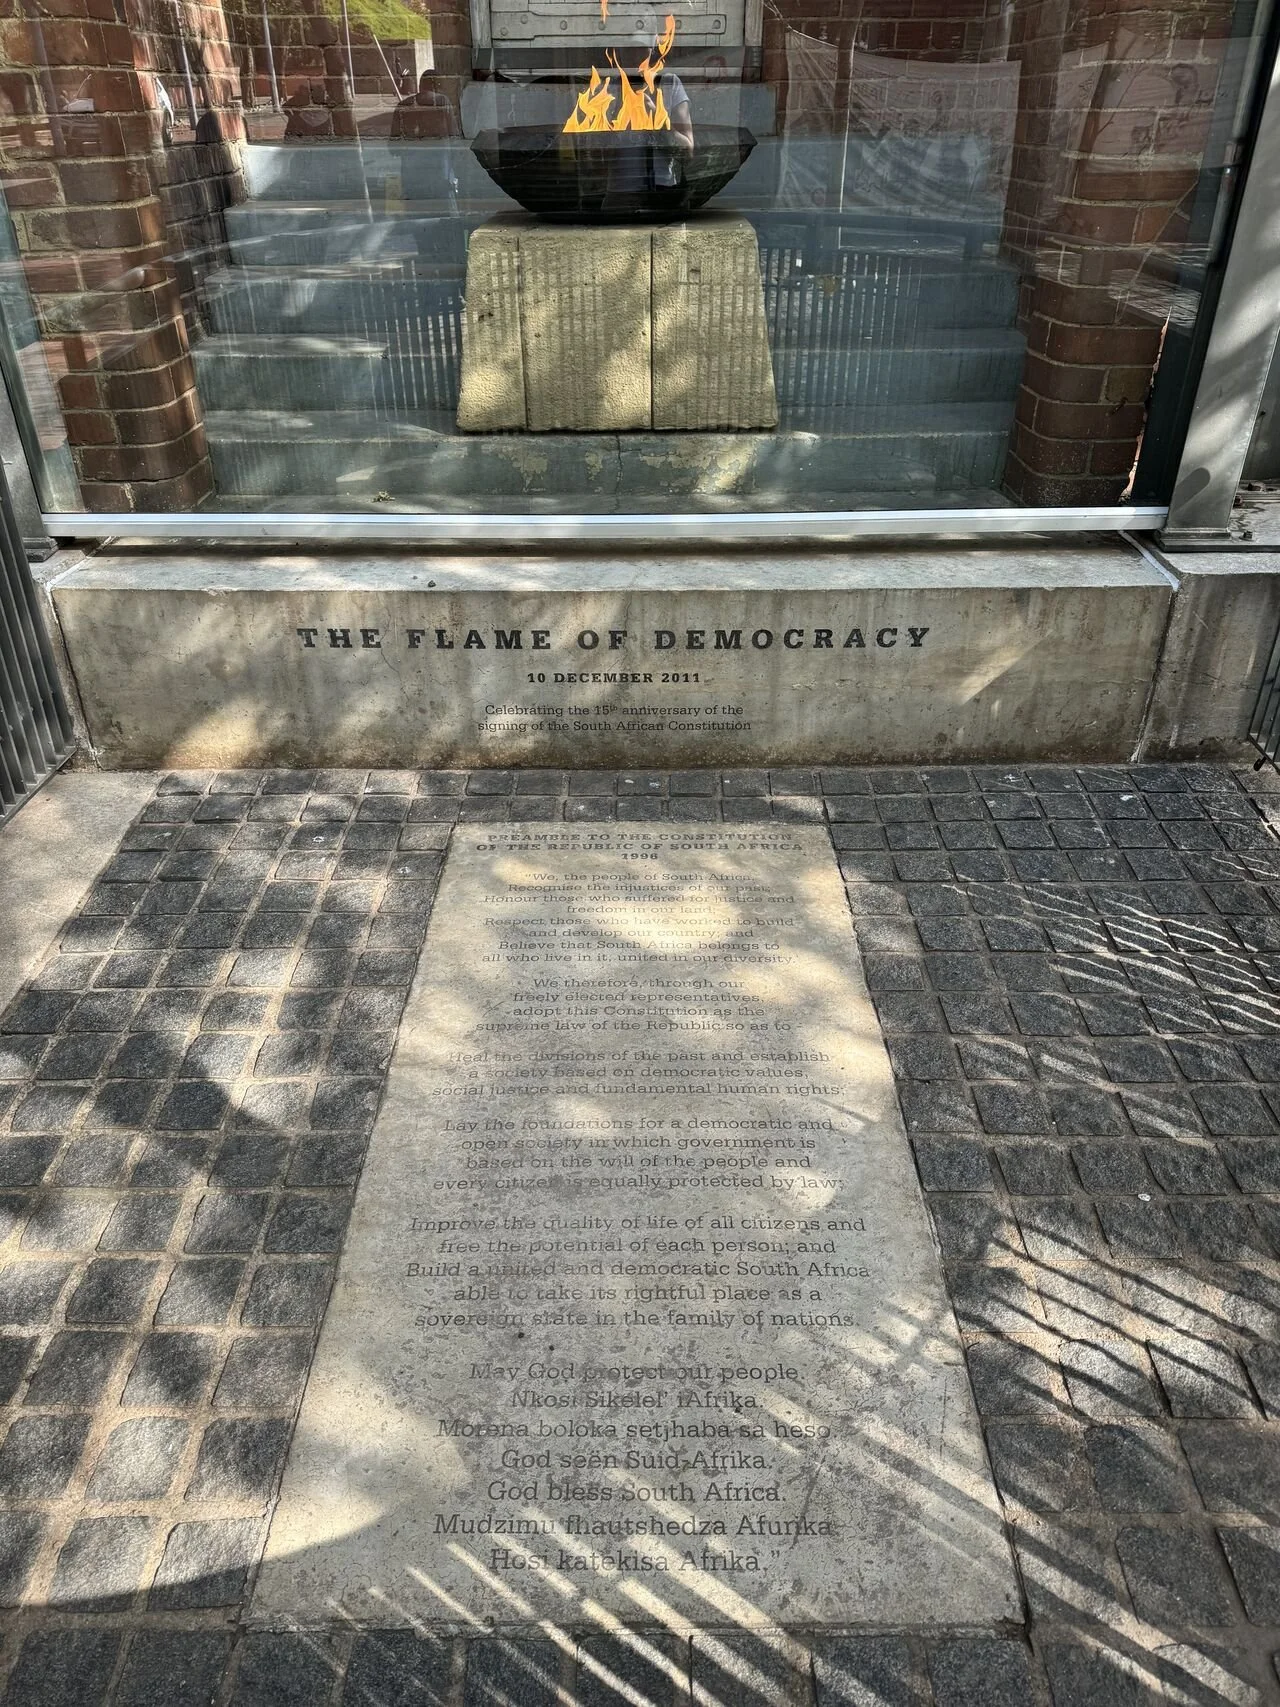 THE FLAME OF DEMOCRACY
10 DECEMBER 2011
Celebrating the 15th anniversary of the
signing of the South African Constitution
PREAMBLE TO THE CONSTITUTION
OF THE REPUBLIC OF SOUTH AFRICA
1996
"We, the people of South Africa,
Recognise the injustices of our past;
Honour those who suffered for justice and
freedom in our land;
Respect those who have worked to build
and develop our country; and
Believe that South Africa belongs to
all who live in it, united in our diversity.
We therefore, through our
freely elected representatives,
adopt this Constitution as the
supreme law of the Republic so as to -
Heal the divisions of the past and establish
a society based on democratic values,
social justice and fundamental human rights;
Lay the foundations for a democratic and
open society in which government is
based on the will of the people and
every citizen is equally protected by law;
Improve the quality of life of all citizens and
free the potential of each person; and
Build a united and democratic South Africa
able to take its rightful place as a
sovereign state in the family of nations.
May God protect our people.
Nkosi Sikelel' iAfrika.
Morena boloka setjhaba sa heso.
God seën Suid-Afrika.
God bless South Africa.
Mudzimu fhautshedza Afurika.
Hosi katekisa Afrika."